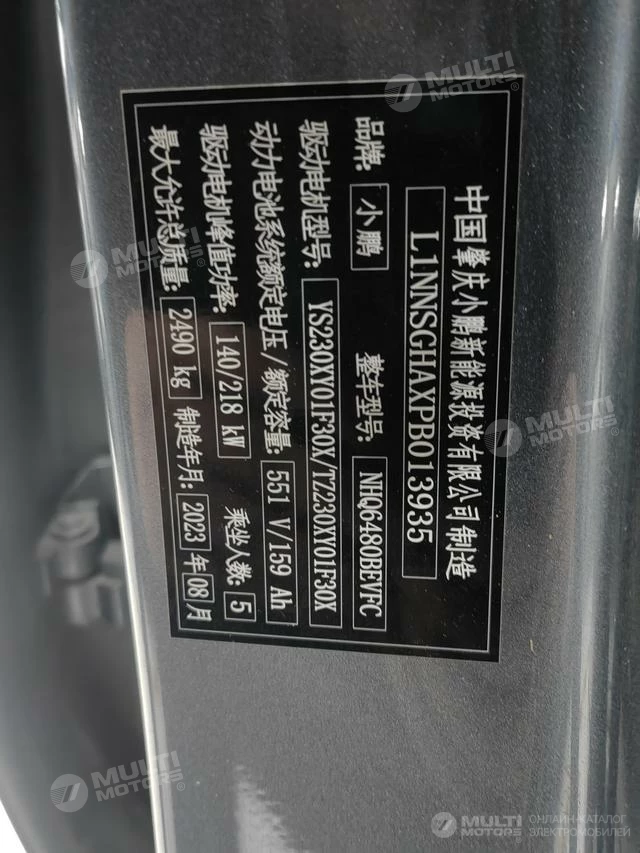 中国肇庆小鹏新能源投资有限公司制造
L1NNSGHAXPB013935
品牌: 小鹏 整车型号: NHQ6480BEVFC
驱动电机型号: YS230XY01F30X/TZ230XY01F30X
动力电池系统额定电压/额定容量: 551 V/159 Ah
驱动电机峰值功率: 140/218 kW 乘坐人数: 5
最大允许总质量: 2490 kg 制造年月: 2023 年 08 月
MULTI MOTORS
MULTI MOTORS
MULTI MOTORS
MULTI MOTORS
MULTI MOTORS ОНЛАЙН-КАТАЛОГ ЭЛЕКТРОМОБИЛЕЙ